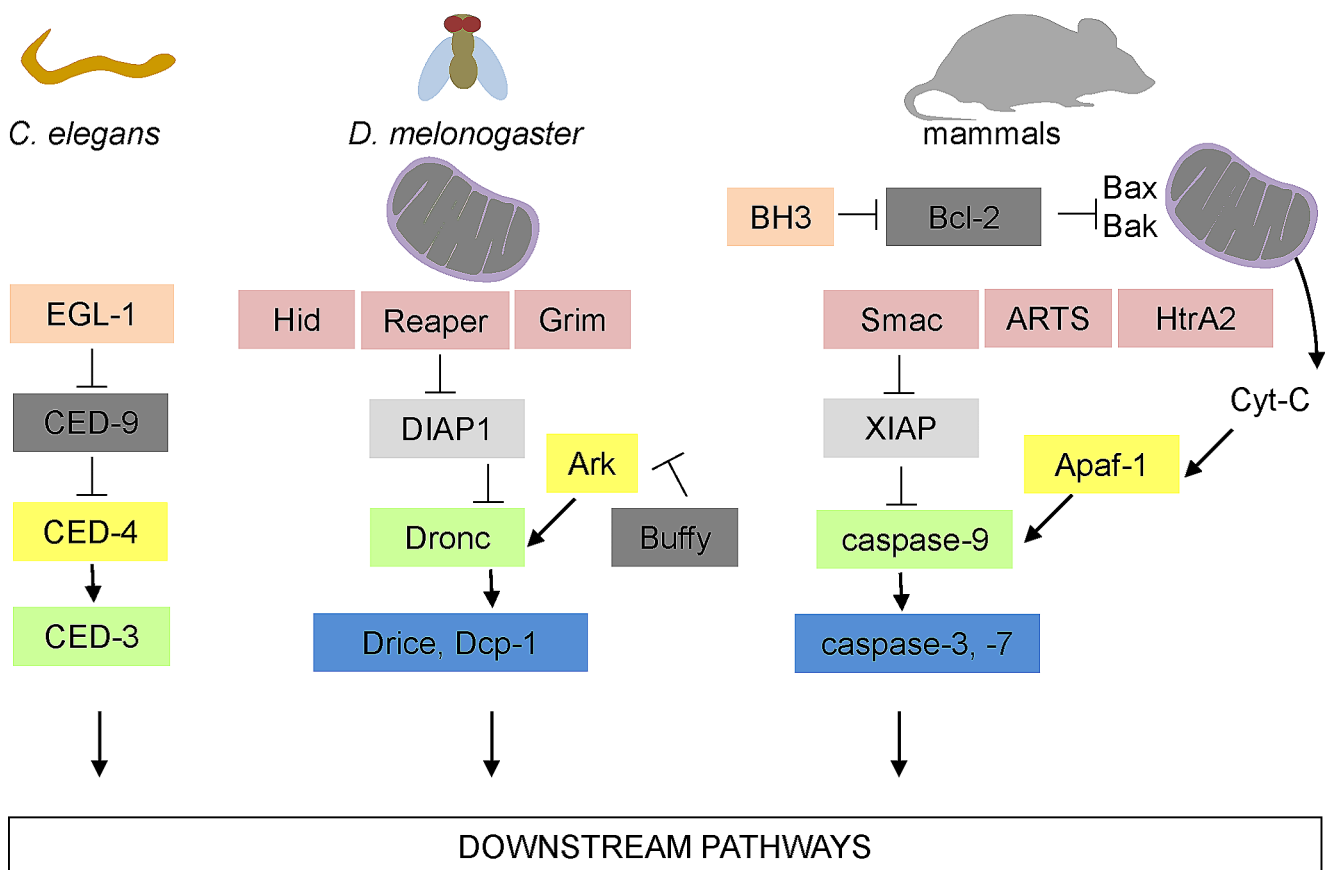 C. elegans
D. melonogaster
mammals
BH3
Bcl-2
Bax
Bak
EGL-1
Hid
Reaper
Grim
Smac
ARTS
HtrA2
CED-9
DIAP1
XIAP
Cyt-C
Ark
Apaf-1
CED-4
Dronc
Buffy
caspase-9
CED-3
Drice, Dcp-1
caspase-3, -7
DOWNSTREAM PATHWAYS